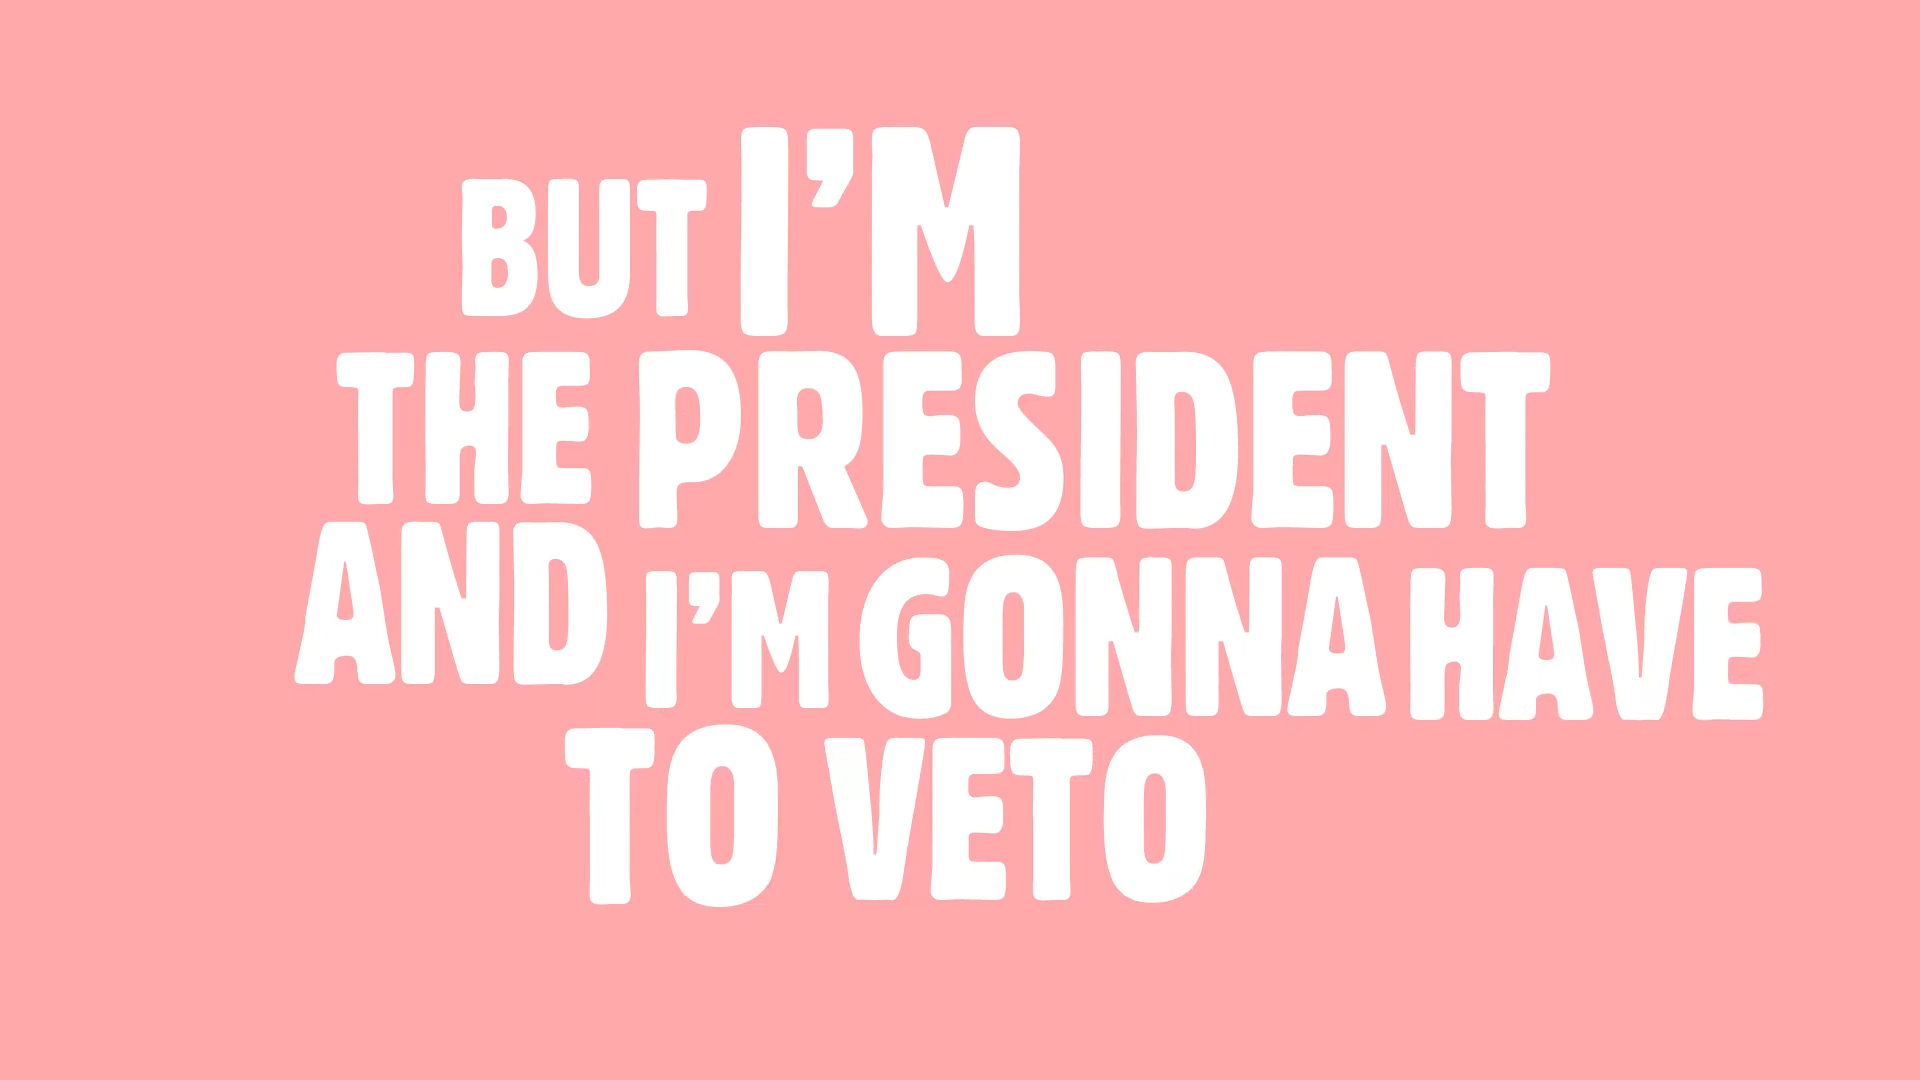 BUT I'M
THE PRESIDENT
AND I'M GONNA HAVE
TO VETO